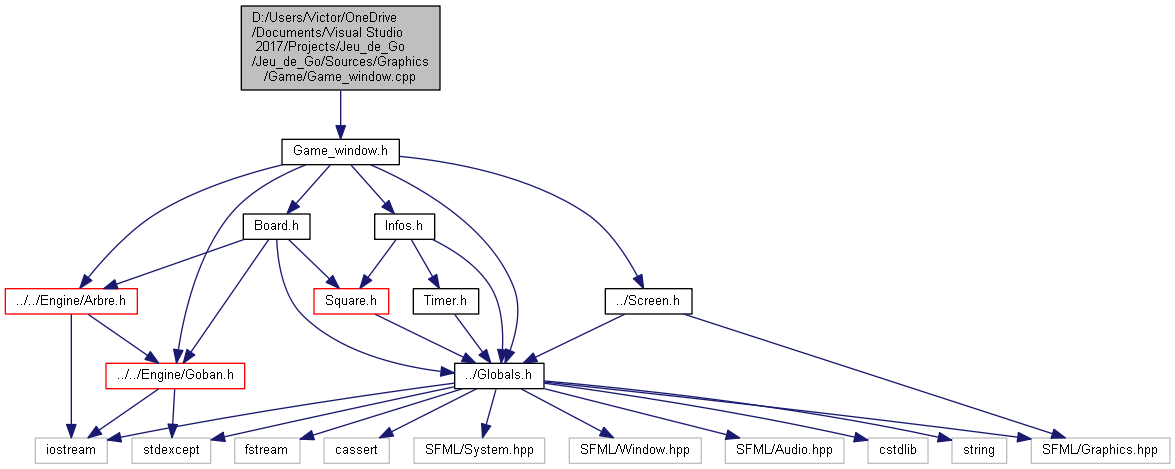 D:/Users/Victor/OneDrive
/Documents/Visual Studio
2017/Projects/Jeu_de_Go
/Jeu_de_Go/Sources/Graphics
/Game/Game_window.cpp
Game_window.h
Board.h
Infos.h
../../Engine/Arbre.h
Square.h
Timer.h
../Screen.h
../../Engine/Goban.h
../Globals.h
iostream
stdexcept
fstream
cassert
SFML/System.hpp
SFML/Window.hpp
SFML/Audio.hpp
cstdlib
string
SFML/Graphics.hpp